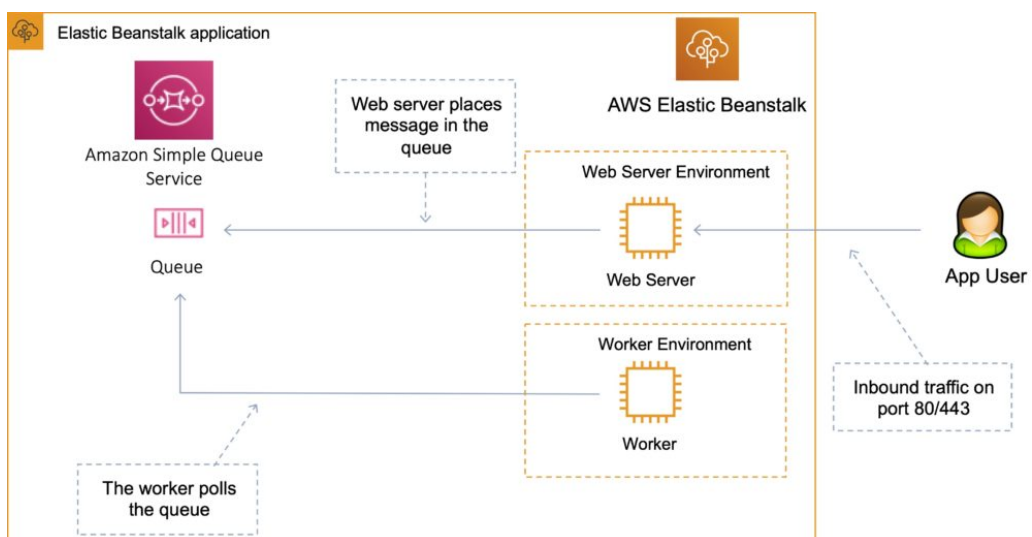 Elastic Beanstalk application
AWS Elastic Beanstalk
Amazon Simple Queue
Service
Queue
Web server places
message in the
queue
Web Server Environment
Web Server
App User
Worker Environment
Worker
Inbound traffic on
port 80/443
The worker polls
the queue